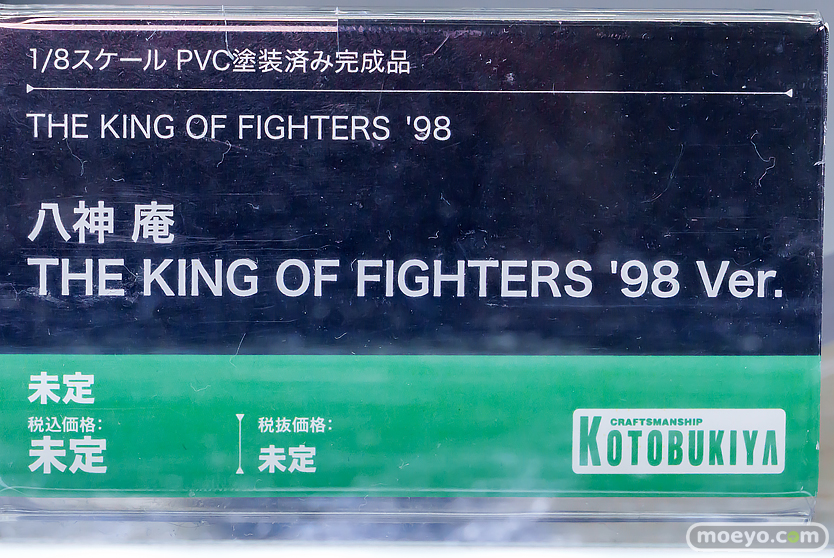 1/8スケール PVC塗装済み完成品
THE KING OF FIGHTERS '98
八神 庵
THE KING OF FIGHTERS '98 Ver.
未定
税込価格:
未定
税抜価格:
未定
CRAFTSMANSHIP
KOTOBUKIYA
moeyo.com